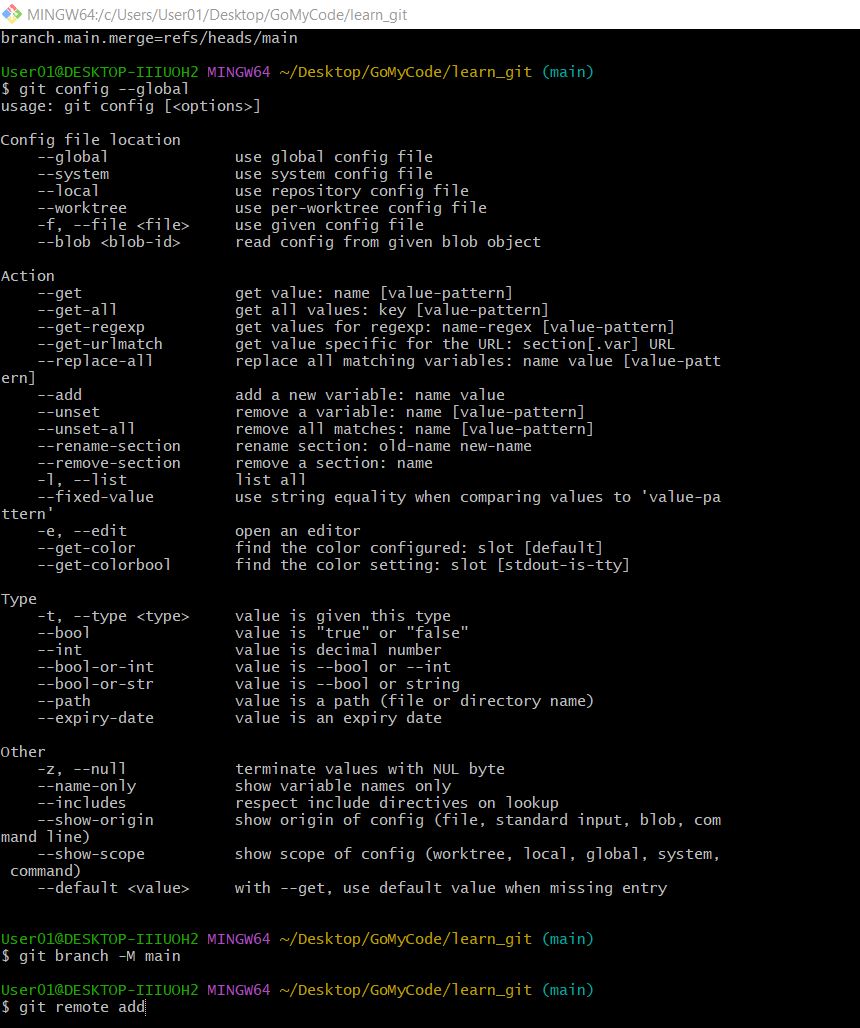 MINGW64:/c/Users/User01/Desktop/GoMyCode/learn_git
branch.main.merge=refs/heads/main
User01@DESKTOP-IIIUOH2 MINGW64 ~/Desktop/GoMyCode/learn_git (main)
$ git config --global
usage: git config [<options>]
Config file location
    --global              use global config file
    --system              use system config file
    --local               use repository config file
    --worktree            use per-worktree config file
    -f, --file <file>     use given config file
    --blob <blob-id>      read config from given blob object
Action
    --get                 get value: name [value-pattern]
    --get-all             get all values: key [value-pattern]
    --get-regexp          get values for regexp: name-regex [value-pattern]
    --get-urlmatch        get value specific for the URL: section[.var] URL
    --replace-all         replace all matching variables: name value [value-patt
ern]
    --add                 add a new variable: name value
    --unset               remove a variable: name [value-pattern]
    --unset-all           remove all matches: name [value-pattern]
    --rename-section      rename section: old-name new-name
    --remove-section      remove a section: name
    -l, --list            list all
    --fixed-value         use string equality when comparing values to 'value-pa
ttern'
    -e, --edit            open an editor
    --get-color           find the color configured: slot [default]
    --get-colorbool       find the color setting: slot [stdout-is-tty]
Type
    -t, --type <type>     value is given this type
    --bool                value is "true" or "false"
    --int                 value is decimal number
    --bool-or-int         value is --bool or --int
    --bool-or-str         value is --bool or string
    --path                value is a path (file or directory name)
    --expiry-date         value is an expiry date
Other
    -z, --null            terminate values with NUL byte
    --name-only           show variable names only
    --includes            respect include directives on lookup
    --show-origin         show origin of config (file, standard input, blob, com
mand line)
    --show-scope          show scope of config (worktree, local, global, system,
 command)
    --default <value>     with --get, use default value when missing entry
User01@DESKTOP-IIIUOH2 MINGW64 ~/Desktop/GoMyCode/learn_git (main)
$ git branch -M main
User01@DESKTOP-IIIUOH2 MINGW64 ~/Desktop/GoMyCode/learn_git (main)
$ git remote add